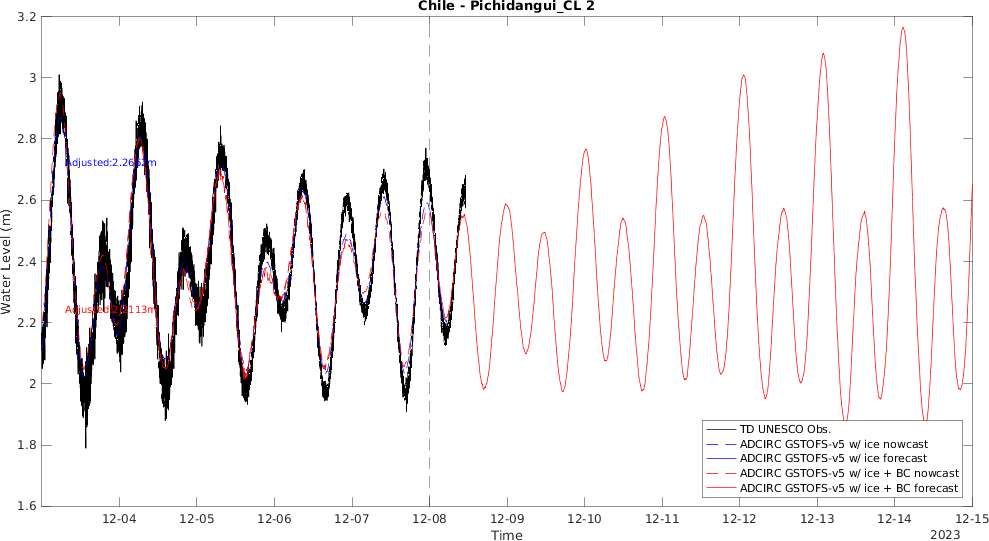 Chile - Pichidangui_CL 2
3.2
3
2.8
2.6
2.4
2.2
2
1.8
1.6
Water Level (m)
Adjusted:2.2
TD UNESCO Obs.
ADCIRC GSTOFS-v5 w/ ice nowcast
ADCIRC GSTOFS-v5 w/ ice forecast
ADCIRC GSTOFS-v5 w/ ice + BC nowcast
ADCIRC GSTOFS-v5 w/ ice + BC forecast
12-04 12-05 12-06 12-07 12-08 12-09 12-10 12-11 12-12 12-13 12-14 12-15
Time
2023